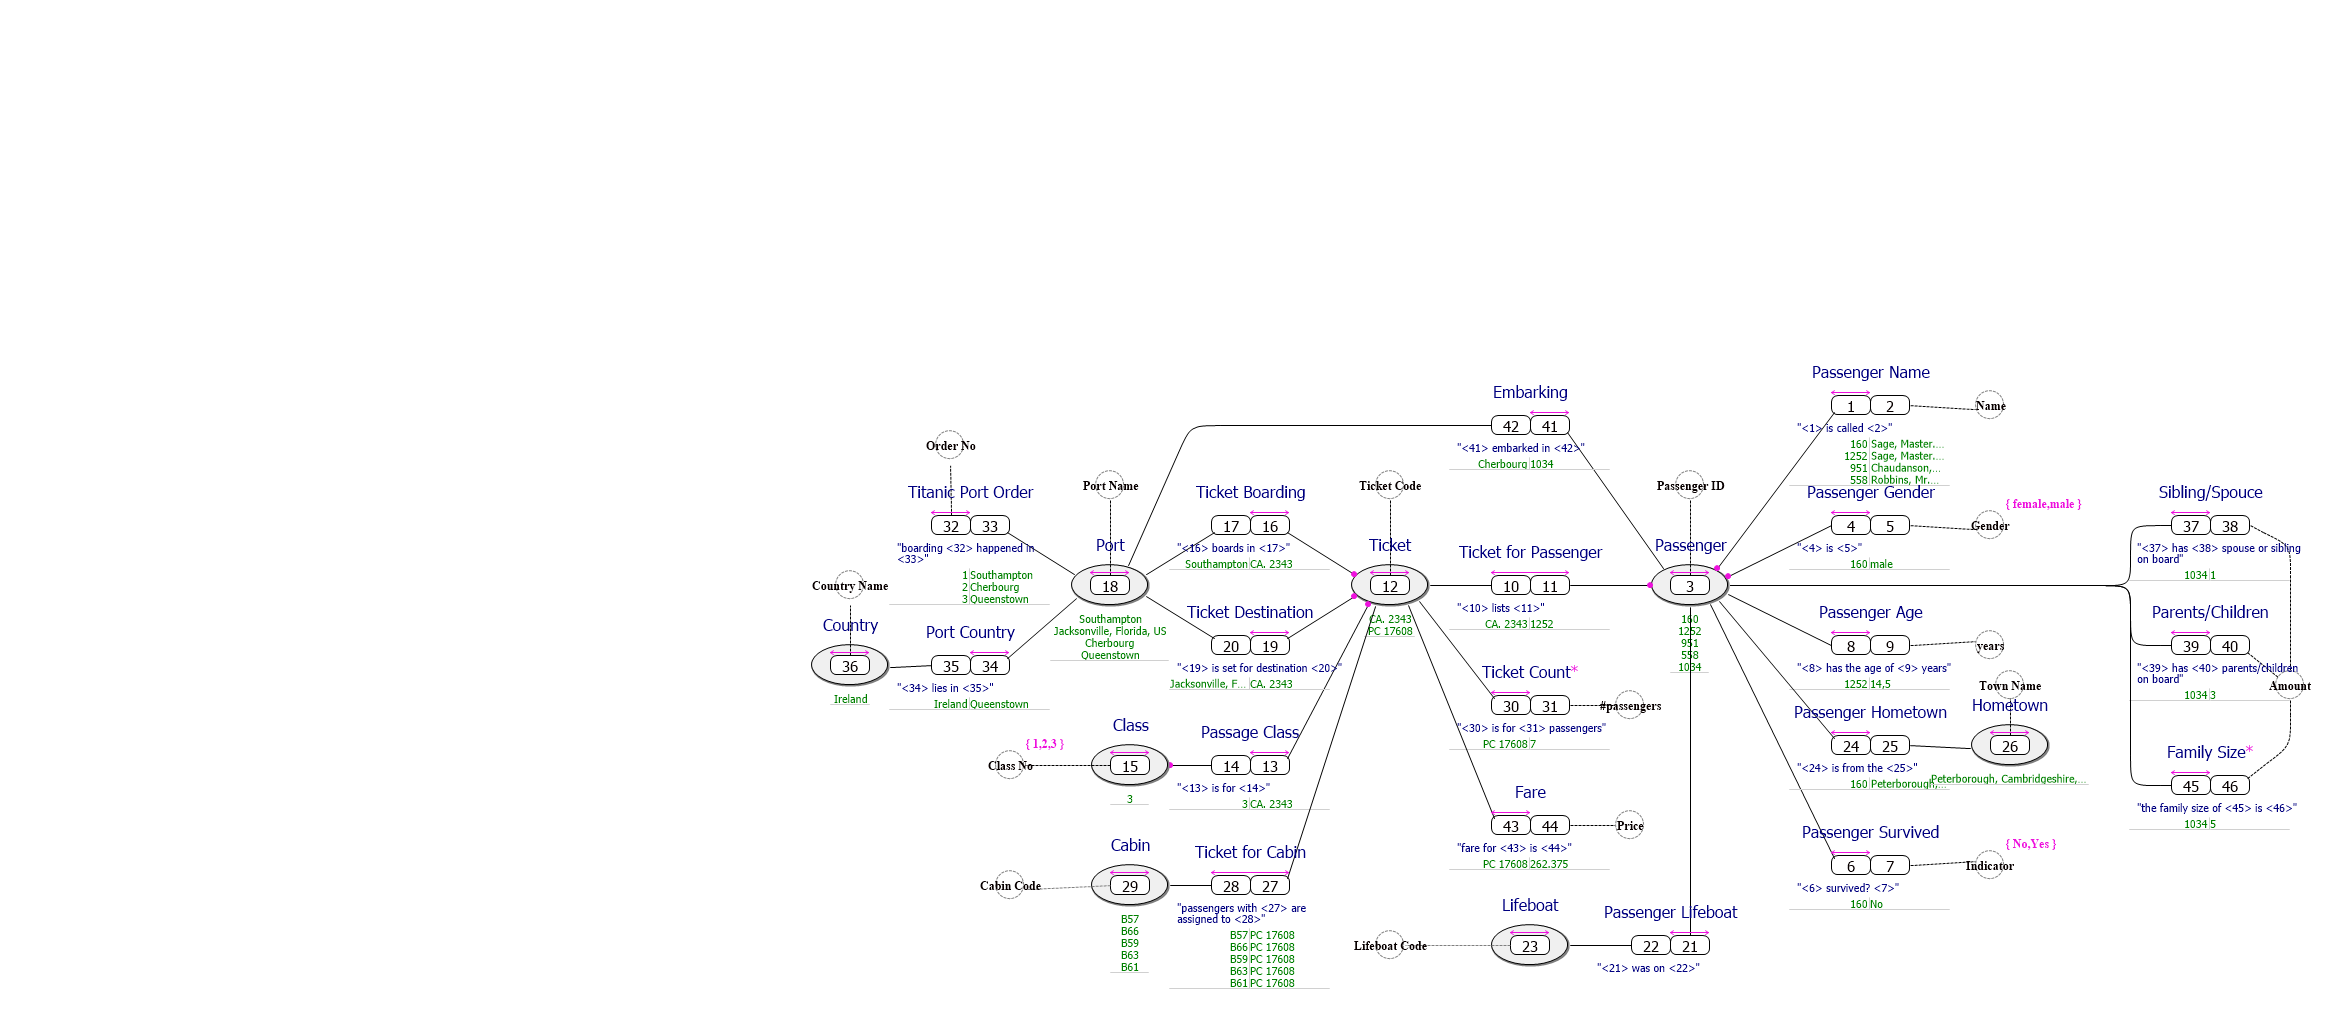 Passenger Name
Embarking
1 2
Name
42 41
"<1> is called <2>"
"<41> embarked in <42>"
160 Sage, Master....
1252 Sage, Master....
951 Chaudanson,...
558 Robbins, Mr....
Cherbourg 1034
Order No
Titanic Port Order
Port Name
Ticket Boarding
Ticket Code
Passenger ID
Passenger Gender
{ female,male }
Sibling/Spouce
32 33
17 16
4 5
Gender
37 38
"boarding <32> happened in
<33>"
Port
"<16> boards in <17>"
Ticket
Ticket for Passenger
Passenger
"<4> is <5>"
"<37> has <38> spouse or sibling
on board"
Southampton CA. 2343
160 male
1 Southampton
2 Cherbourg
3 Queenstown
1034 1
Country Name
18
12
10 11
3
Country
Port Country
Southampton
Jacksonville, Florida, US
Cherbourg
Queenstown
Ticket Destination
CA. 2343
PC 17608
"<10> lists <11>"
CA. 2343 1252
160
1252
951
558
1034
Passenger Age
Parents/Children
36
35 34
20 19
8 9
years
39 40
"<34> lies in <35>"
"<19> is set for destination <20>"
Ticket Count*
"<8> has the age of <9> years"
"<39> has <40> parents/children
on board"
Ireland
Ireland Queenstown
Jacksonville, F... CA. 2343
1252 14,5
Town Name
Amount
1034 3
30 31
#passengers
Passenger Hometown
Hometown
Class
Passage Class
"<30> is for <31> passengers"
{ 1,2,3 }
PC 17608 7
24 25
26
Family Size*
Class No
15
14 13
"<24> is from the <25>"
160 Peterborough,...
Peterborough, Cambridgeshire,...
45 46
"<13> is for <14>"
Fare
3
3 CA. 2343
"the family size of <45> is <46>"
1034 5
43 44
Price
Passenger Survived
{ No,Yes }
Cabin
Ticket for Cabin
"fare for <43> is <44>"
PC 17608 262.375
6 7
Indicator
Cabin Code
29
28 27
"<6> survived? <7>"
160 No
"passengers with <27> are
assigned to <28>"
Lifeboat
Passenger Lifeboat
B57
B66
B59
B63
B61
B57 PC 17608
B66 PC 17608
B59 PC 17608
B63 PC 17608
B61 PC 17608
Lifeboat Code
23
22 21
"<21> was on <22>"